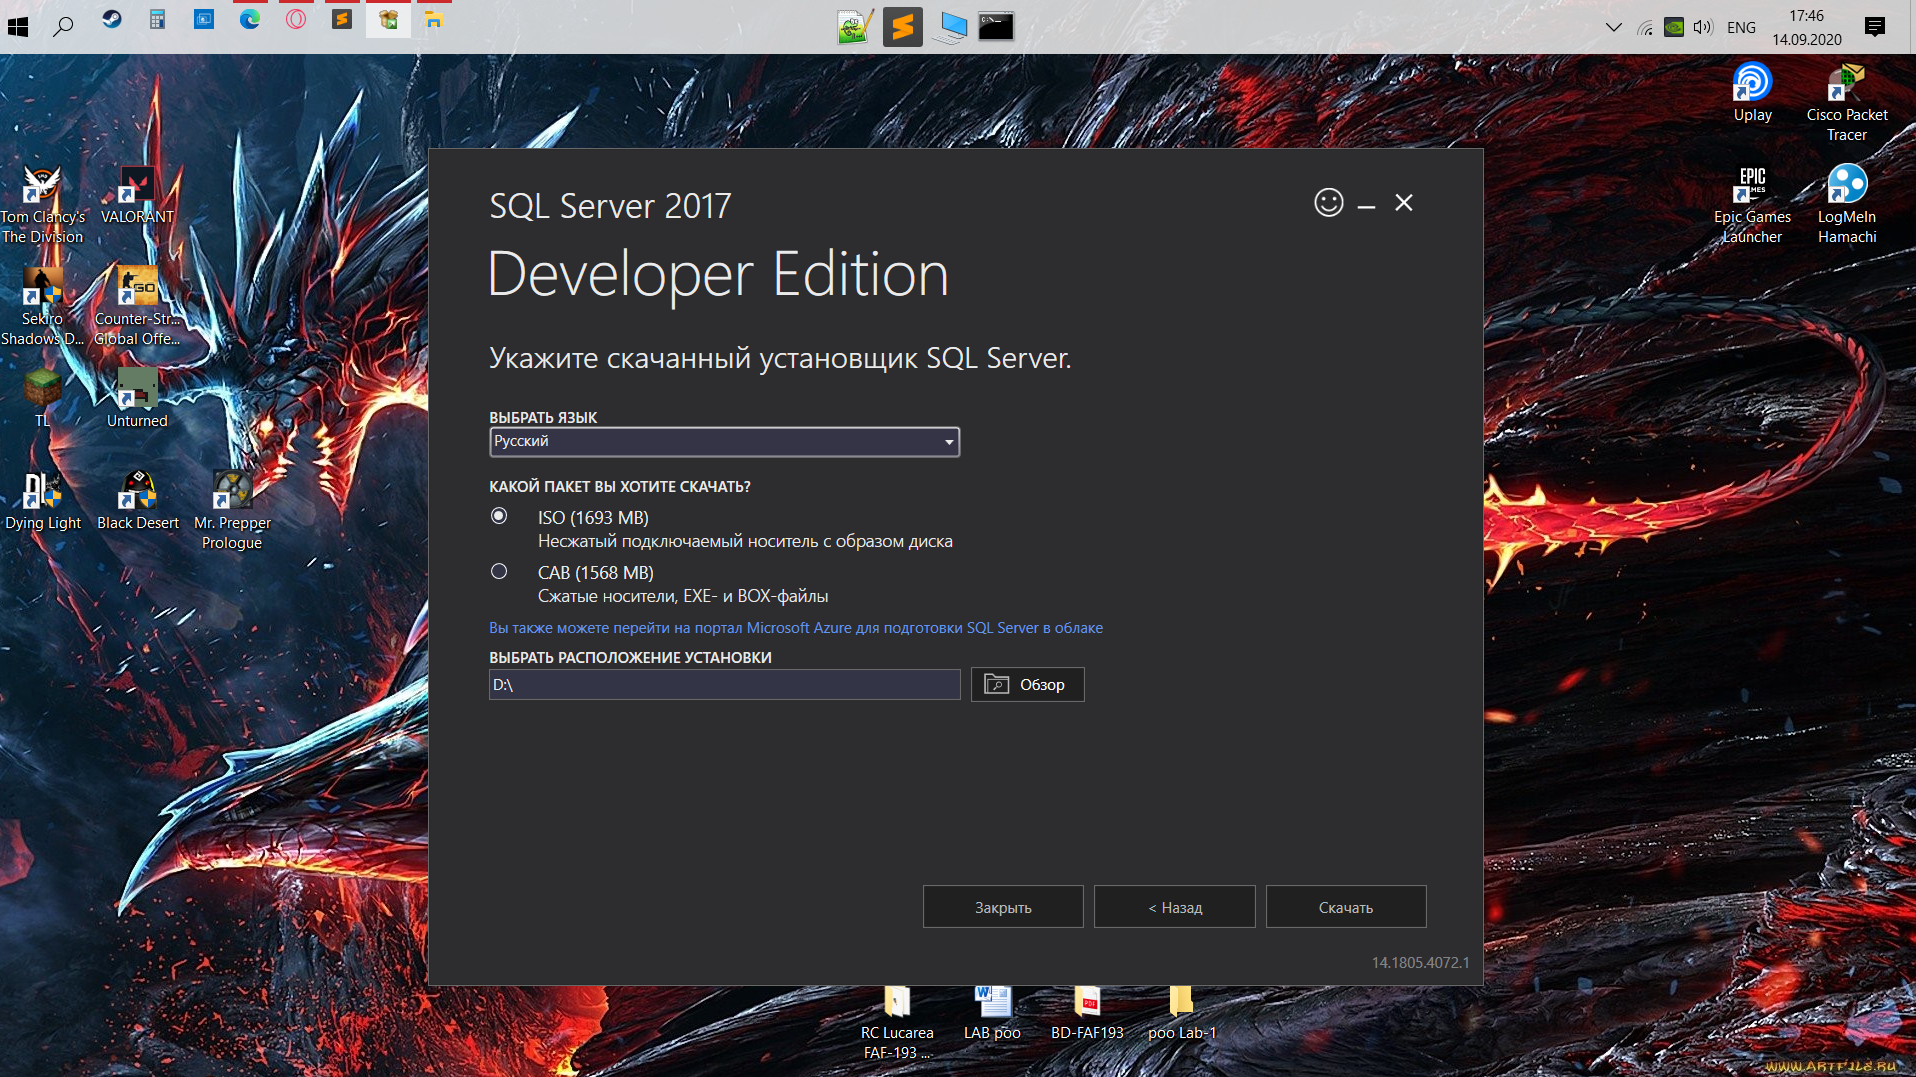 ENG
17:46
14.09.2020
Uplay
Cisco Packet
Tracer
EPIC
Epic Games
Launcher
LogMeIn
Hamachi
Tom Clancy's
The Division
VALORANT
Sekiro
Shadows D...
Counter-Str...
Global Offe...
TL
Unturned
Dying Light
Black Desert
Mr. Prepper
Prologue
SQL Server 2017
Developer Edition
Укажите скачанный установщик SQL Server.
ВЫБРАТЬ ЯЗЫК
Русский
КАКОЙ ПАКЕТ ВЫ ХОТИТЕ СКАЧАТЬ?
ISO (1693 MB)
Несжатый подключаемый носитель с образом диска
CAB (1568 MB)
Сжатые носители, EXE- и BOX-файлы
Вы также можете перейти на портал Microsoft Azure для подготовки SQL Server в облаке
ВЫБРАТЬ РАСПОЛОЖЕНИЕ УСТАНОВКИ
D:\
Обзор
Закрыть
< Назад
Скачать
14.1805.4072.1
RC Lucarea
FAF-193 ...
LAB poo
BD-FAF193
poo Lab-1
WWW.ARTFILE.RU